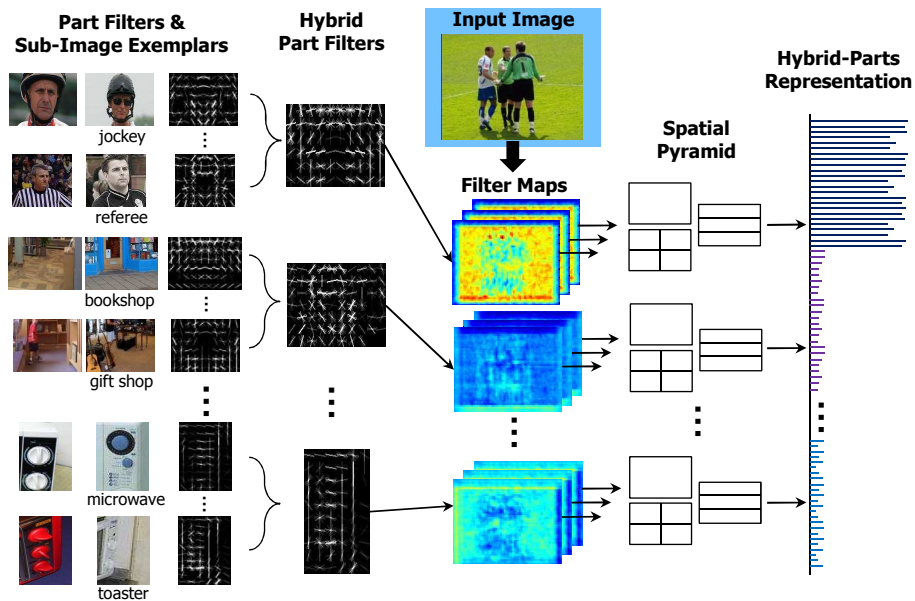 Part Filters &
Sub-Image Exemplars
Hybrid
Part Filters
Input Image
Hybrid-Parts
Representation
Spatial
Pyramid
Filter Maps
jockey
referee
bookshop
gift shop
microwave
toaster
1